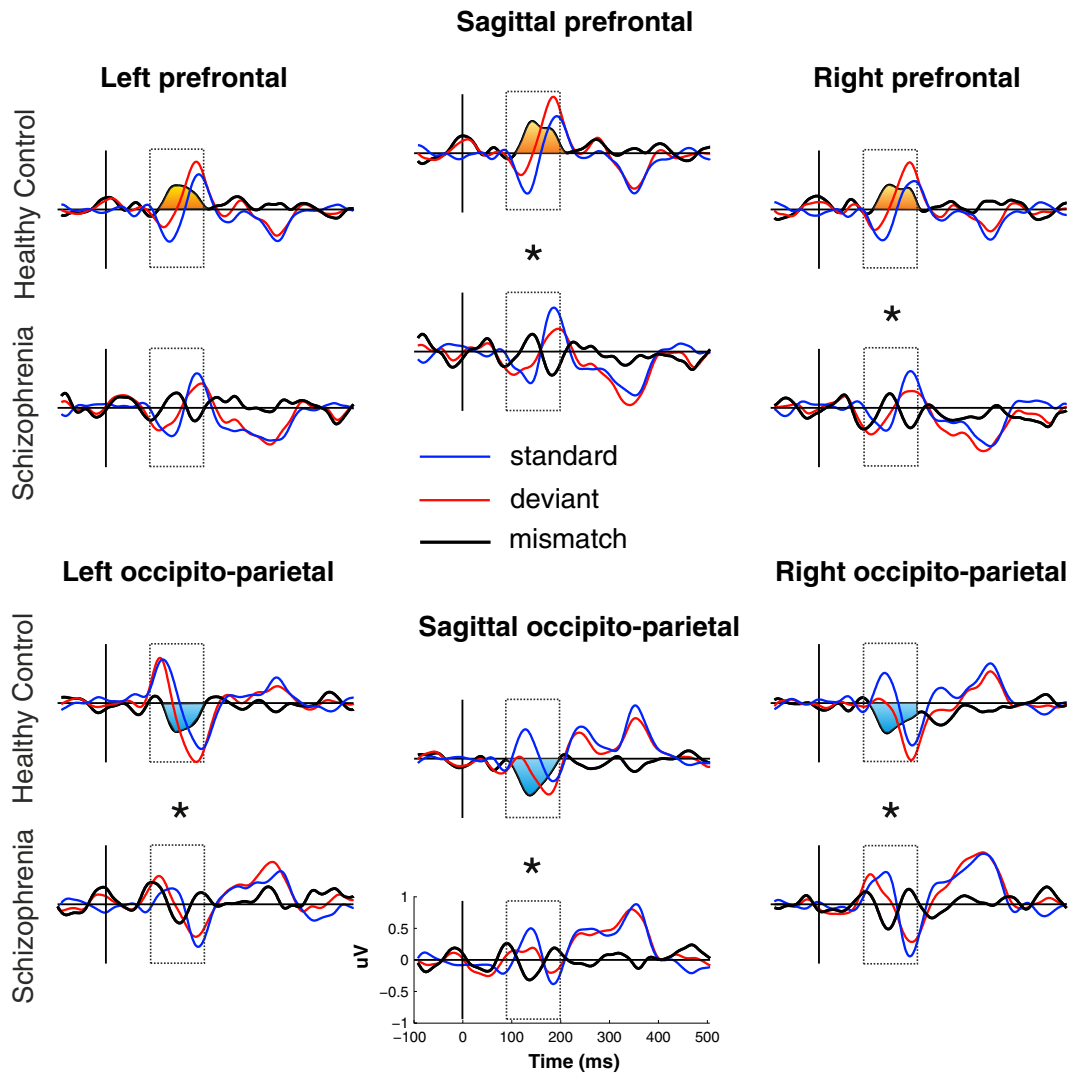 Sagittal prefrontal
Left prefrontal
Right prefrontal
Healthy Control
*
*
Schizophrenia
standard
deviant
mismatch
Left occipito-parietal
Right occipito-parietal
Sagittal occipito-parietal
Healthy Control
*
*
*
Schizophrenia
uV
1
0.5
0
−0.5
−1
−100 0 100 200 300 400 500
Time (ms)